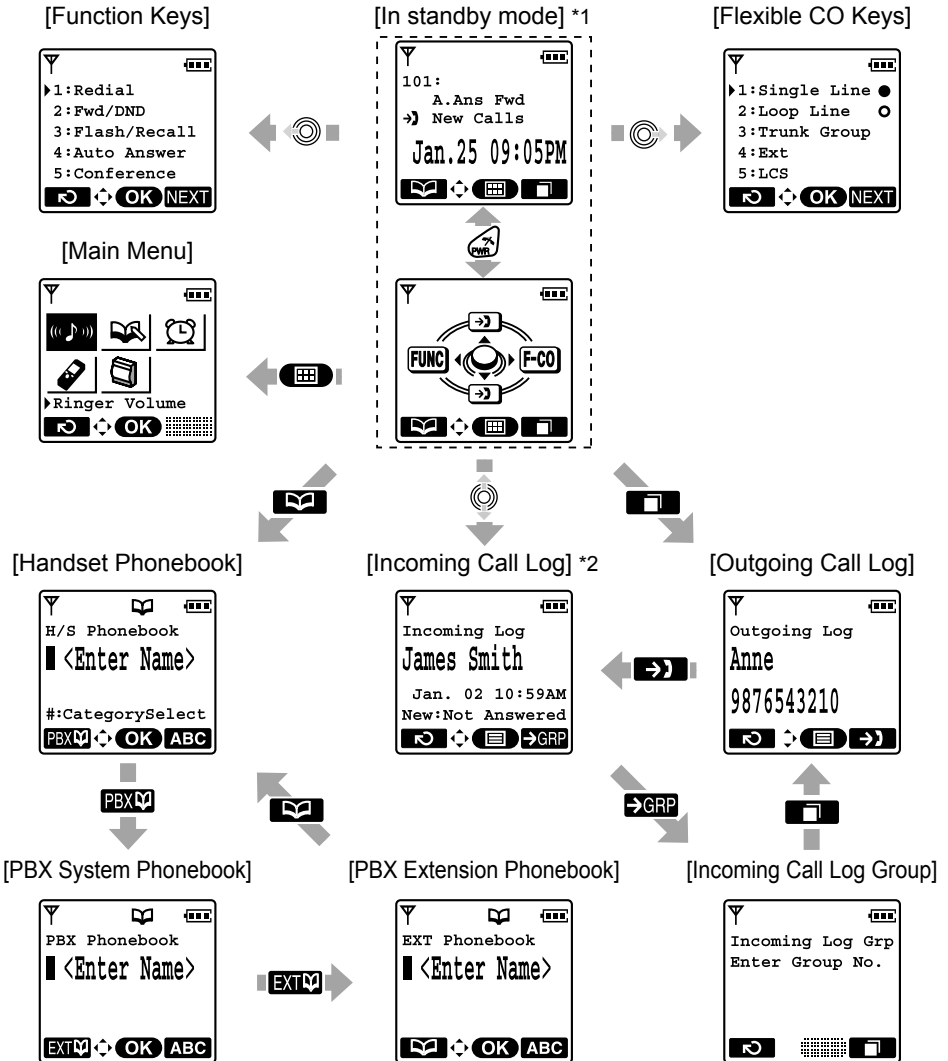 [Function Keys]
1:Redial
2:Fwd/DND
3:Flash/Recall
4:Auto Answer
5:Conference
OK NEXT
[In standby mode] *1
101:
A.Ans Fwd
New Calls
Jan.25 09:05PM
[Flexible CO Keys]
1:Single Line
2:Loop Line
3:Trunk Group
4:Ext
5:LCS
OK NEXT
PWR
[Main Menu]
Ringer Volume
OK
FUNC F-CO
[Handset Phonebook]
H/S Phonebook
<Enter Name>
#:CategorySelect
PBX OK ABC
[Incoming Call Log] *2
Incoming Log
James Smith
Jan. 02 10:59AM
New:Not Answered
GRP
[Outgoing Call Log]
Outgoing Log
Anne
9876543210
PBX
GRP
[PBX System Phonebook]
PBX Phonebook
<Enter Name>
EXT OK ABC
EXT
[PBX Extension Phonebook]
EXT Phonebook
<Enter Name>
OK ABC
[Incoming Call Log Group]
Incoming Log Grp
Enter Group No.